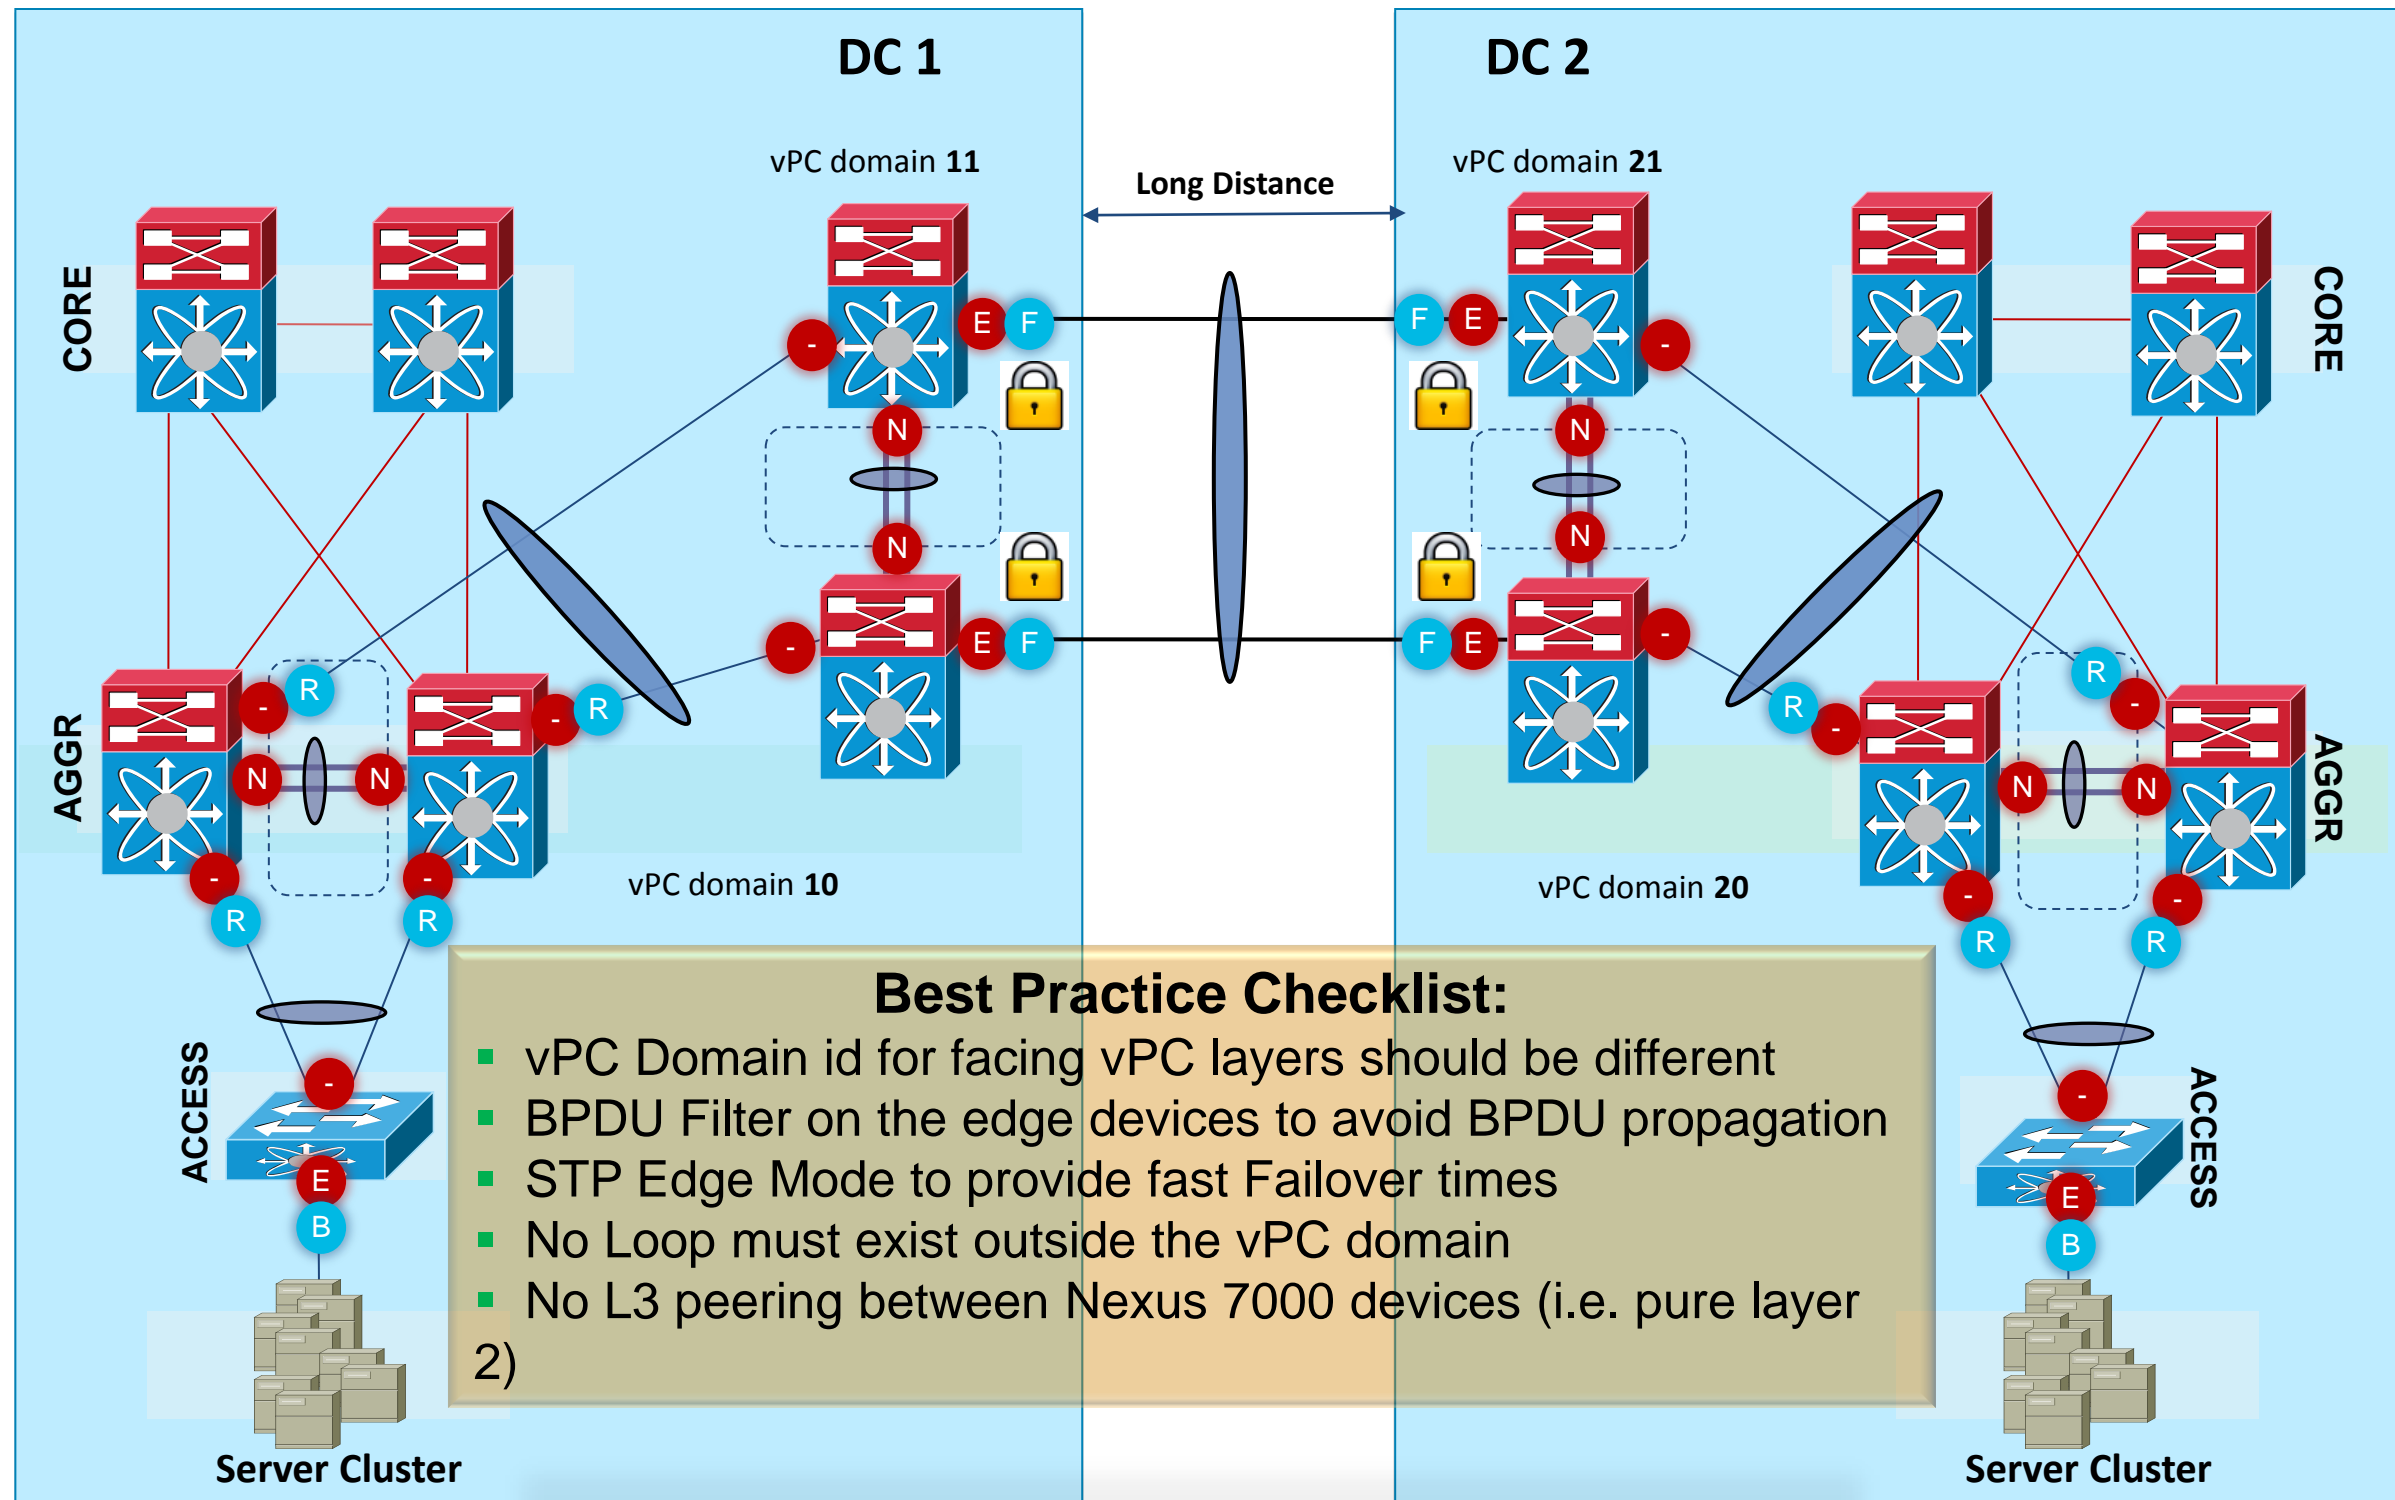 DC 1
DC 2
vPC domain 11
Long Distance
vPC domain 21
CORE
CORE
E F
F E
-
-
N
N
N
N
-
E F
F E
-
- R
- R
R -
R -
AGGR
N N
N N
AGGR
vPC domain 10
vPC domain 20
-
-
-
-
R
R
R
R
Best Practice Checklist:
▪ vPC Domain id for facing vPC layers should be different
▪ BPDU Filter on the edge devices to avoid BPDU propagation
▪ STP Edge Mode to provide fast Failover times
▪ No Loop must exist outside the vPC domain
▪ No L3 peering between Nexus 7000 devices (i.e. pure layer
2)
ACCESS
-
E
B
-
E
B
ACCESS
Server Cluster
Server Cluster